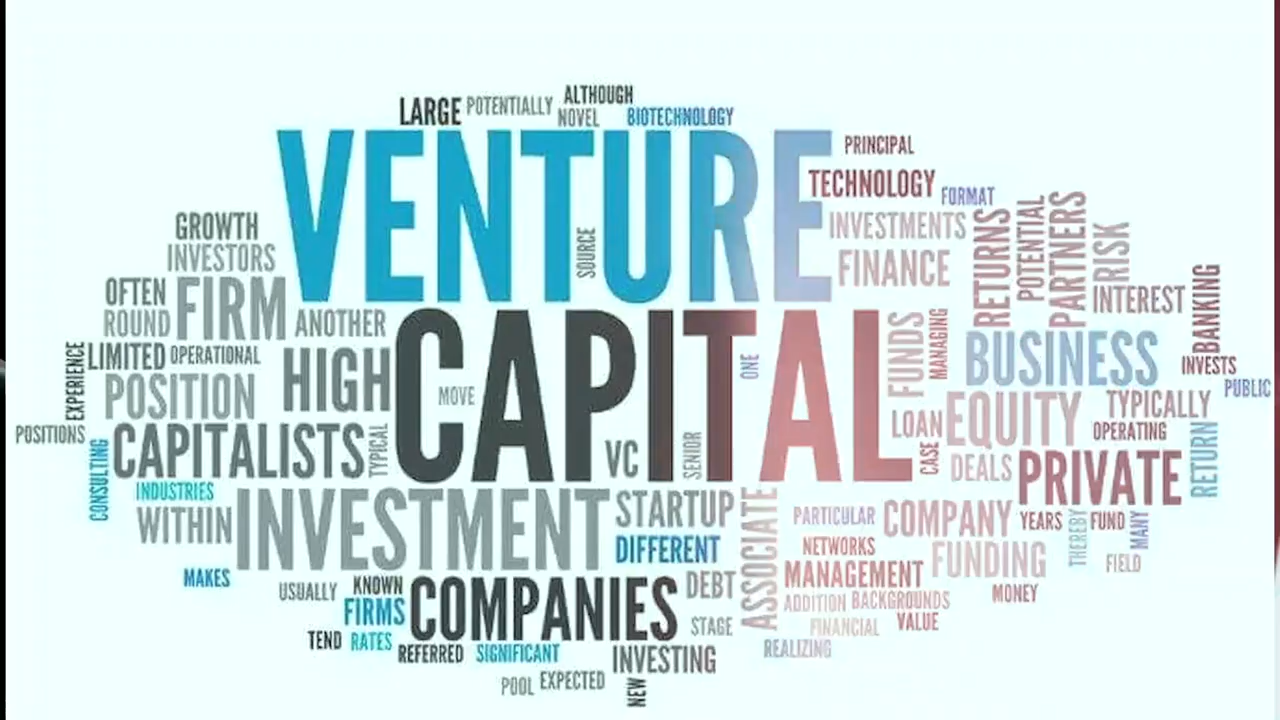 LARGE POTENTIALLY ALTHOUGH
NOVEL BIOTECHNOLOGY
VENTURE
PRINCIPAL
TECHNOLOGY FORMAT
INVESTMENTS
FINANCE
SOURCE
GROWTH
INVESTORS
OFTEN
ROUND
FIRM
ANOTHER
LIMITED OPERATIONAL
EXPERIENCE
POSITION
HIGH
POSITIONS
CAPITALISTS
TYPICAL
CONSULTING
INDUSTRIES
WITHIN
CAPITAL
MOVE
VC
SENIOR
ONE
FUNDS
MANAGING
RETURNS
POTENTIAL
PARTNERS
RISK
INTEREST
BANKING
BUSINESS
INVESTS
PUBLIC
LOAN
EQUITY
TYPICALLY
OPERATING
CASE
DEALS
PRIVATE
RETURN
INVESTMENT
STARTUP
DIFFERENT
ASSOCIATE
PARTICULAR
COMPANY
YEARS
THEREBY
FUND
MANY
NETWORKS
FUNDING
FIELD
MANAGEMENT
MONEY
ADDITION BACKGROUNDS
FINANCIAL
VALUE
REALIZING
MAKES
USUALLY
KNOWN
FIRMS
COMPANIES
DEBT
STAGE
TEND RATES
REFERRED SIGNIFICANT
INVESTING
POOL EXPECTED
NEW